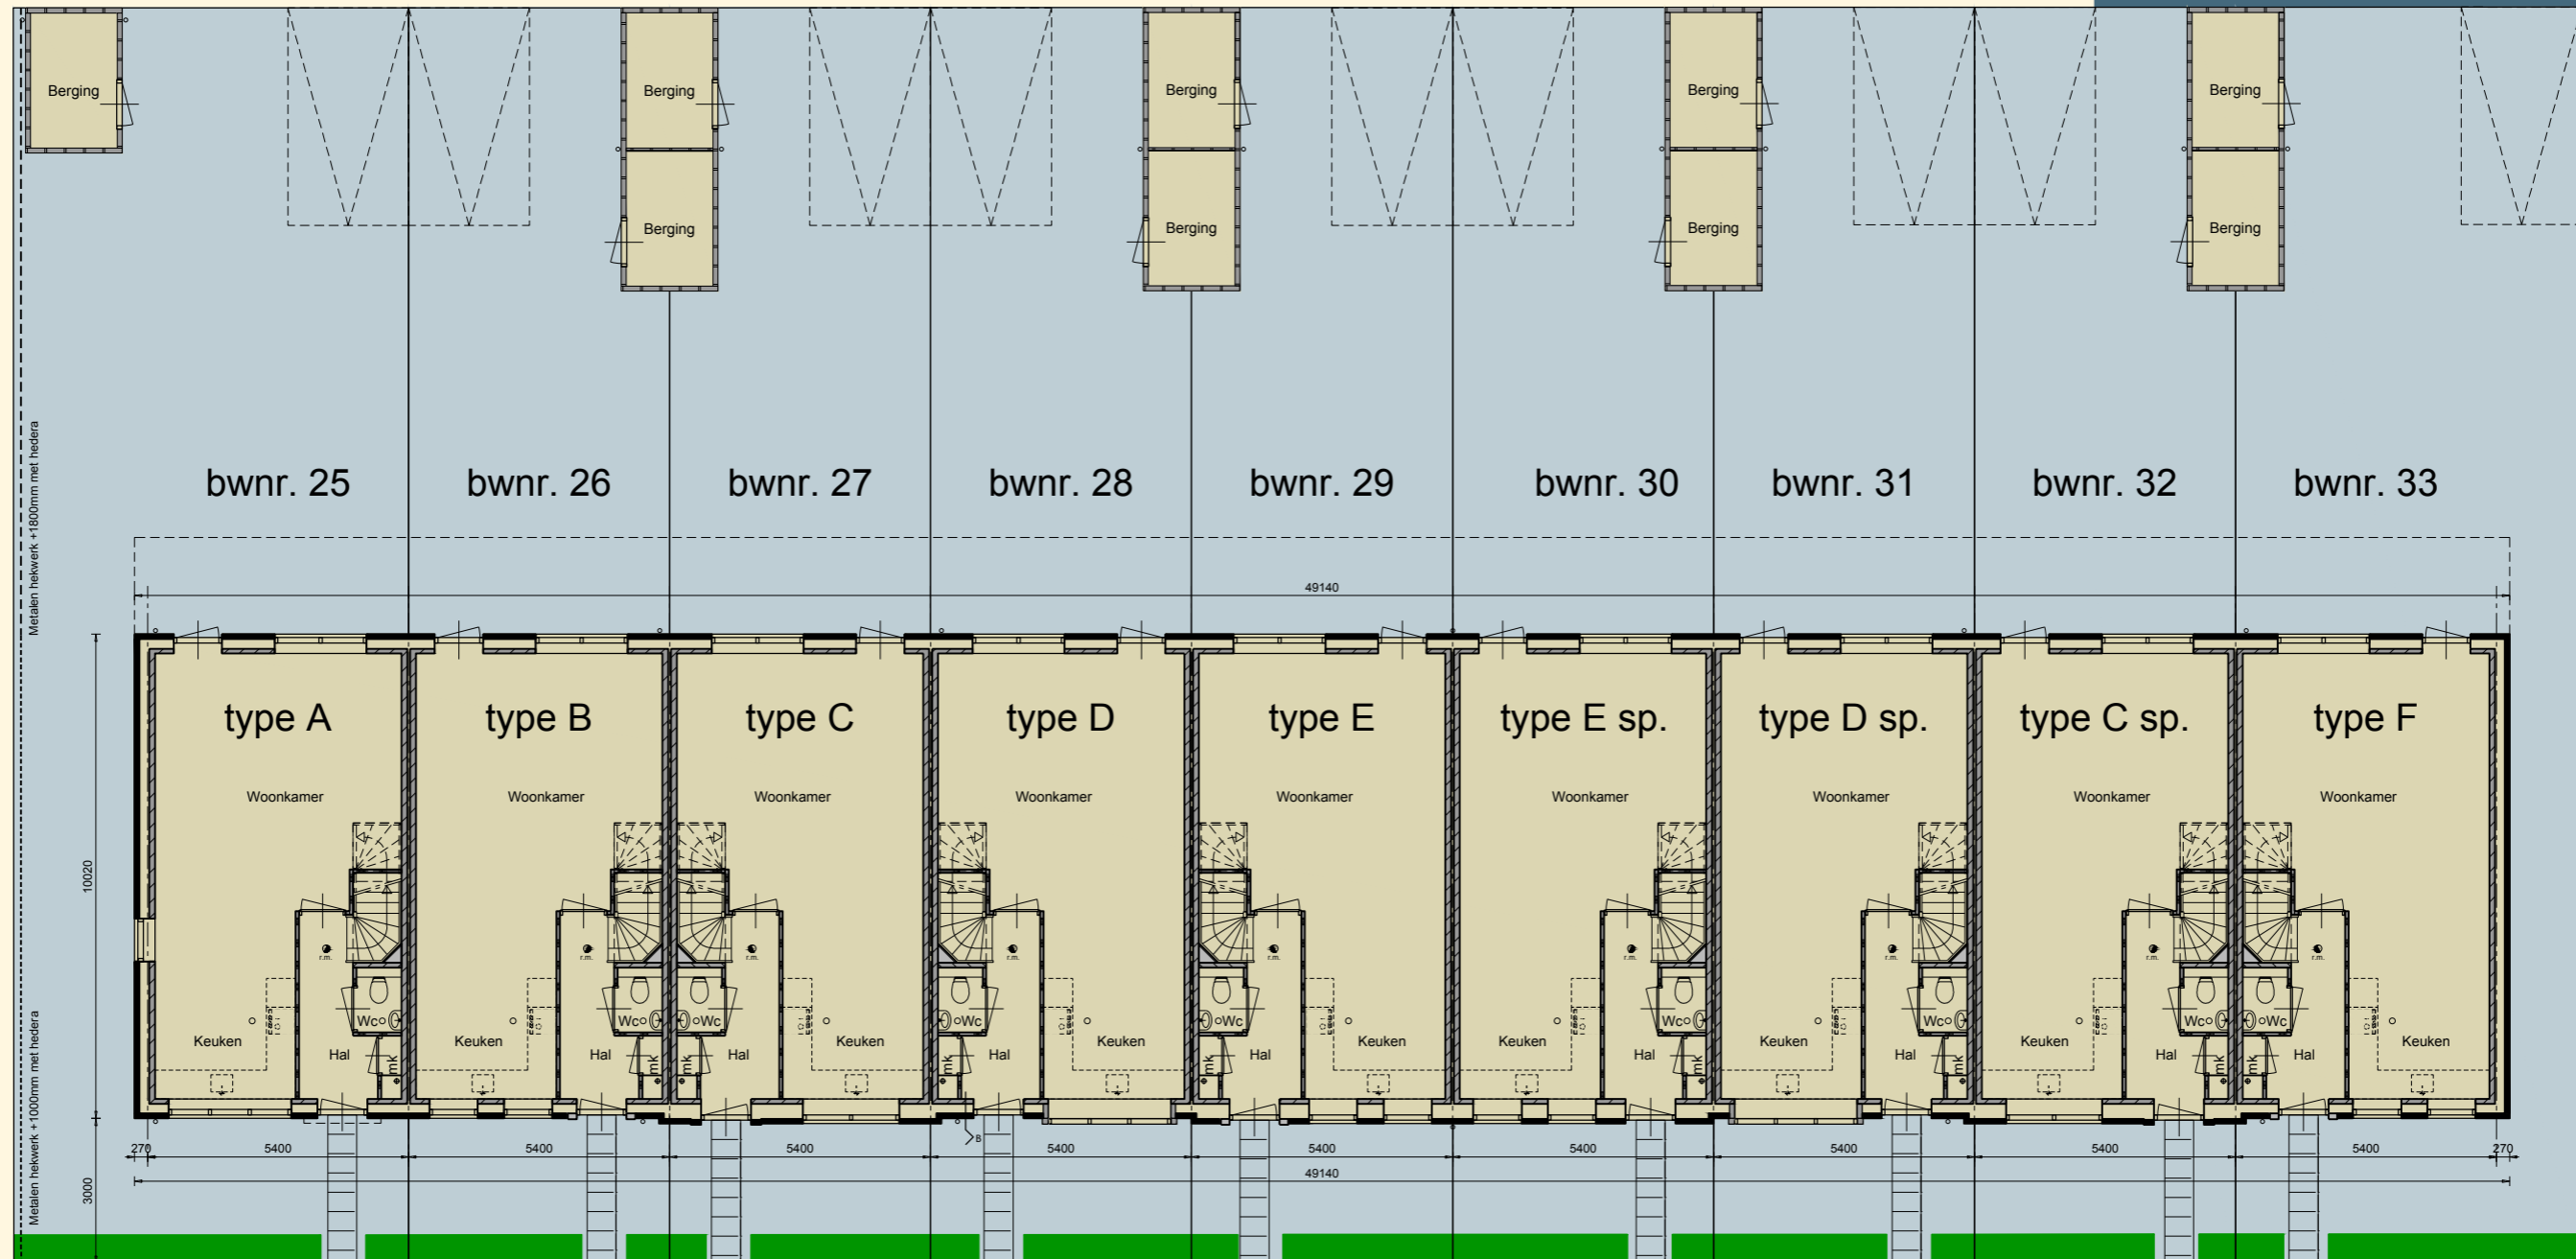 Berging
Berging
Berging
Berging
Berging
Berging
Berging
Berging
Berging
Metalen hekwerk +1800mm met hedera
bwnr. 25
bwnr. 26
bwnr. 27
bwnr. 28
bwnr. 29
bwnr. 30
bwnr. 31
bwnr. 32
bwnr. 33
49140
type A
type B
type C
type D
type E
type E sp.
type D sp.
type C sp.
type F
Woonkamer
Woonkamer
Woonkamer
Woonkamer
Woonkamer
Woonkamer
Woonkamer
Woonkamer
Woonkamer
10020
r.m.
r.m.
r.m.
r.m.
r.m.
r.m.
r.m.
r.m.
r.m.
Wc
Wc
Wc
Wc
Wc
Wc
Wc
Wc
Wc
Keuken
Hal
mk
Keuken
Hal
mk
mk
Hal
Keuken
mk
Hal
Keuken
mk
Hal
Keuken
Keuken
Hal
mk
Keuken
Hal
mk
Keuken
Hal
mk
mk
Hal
Keuken
Metalen hekwerk +1000mm met hedera
B
270
5400
5400
5400
5400
5400
5400
5400
5400
5400
270
49140
3000